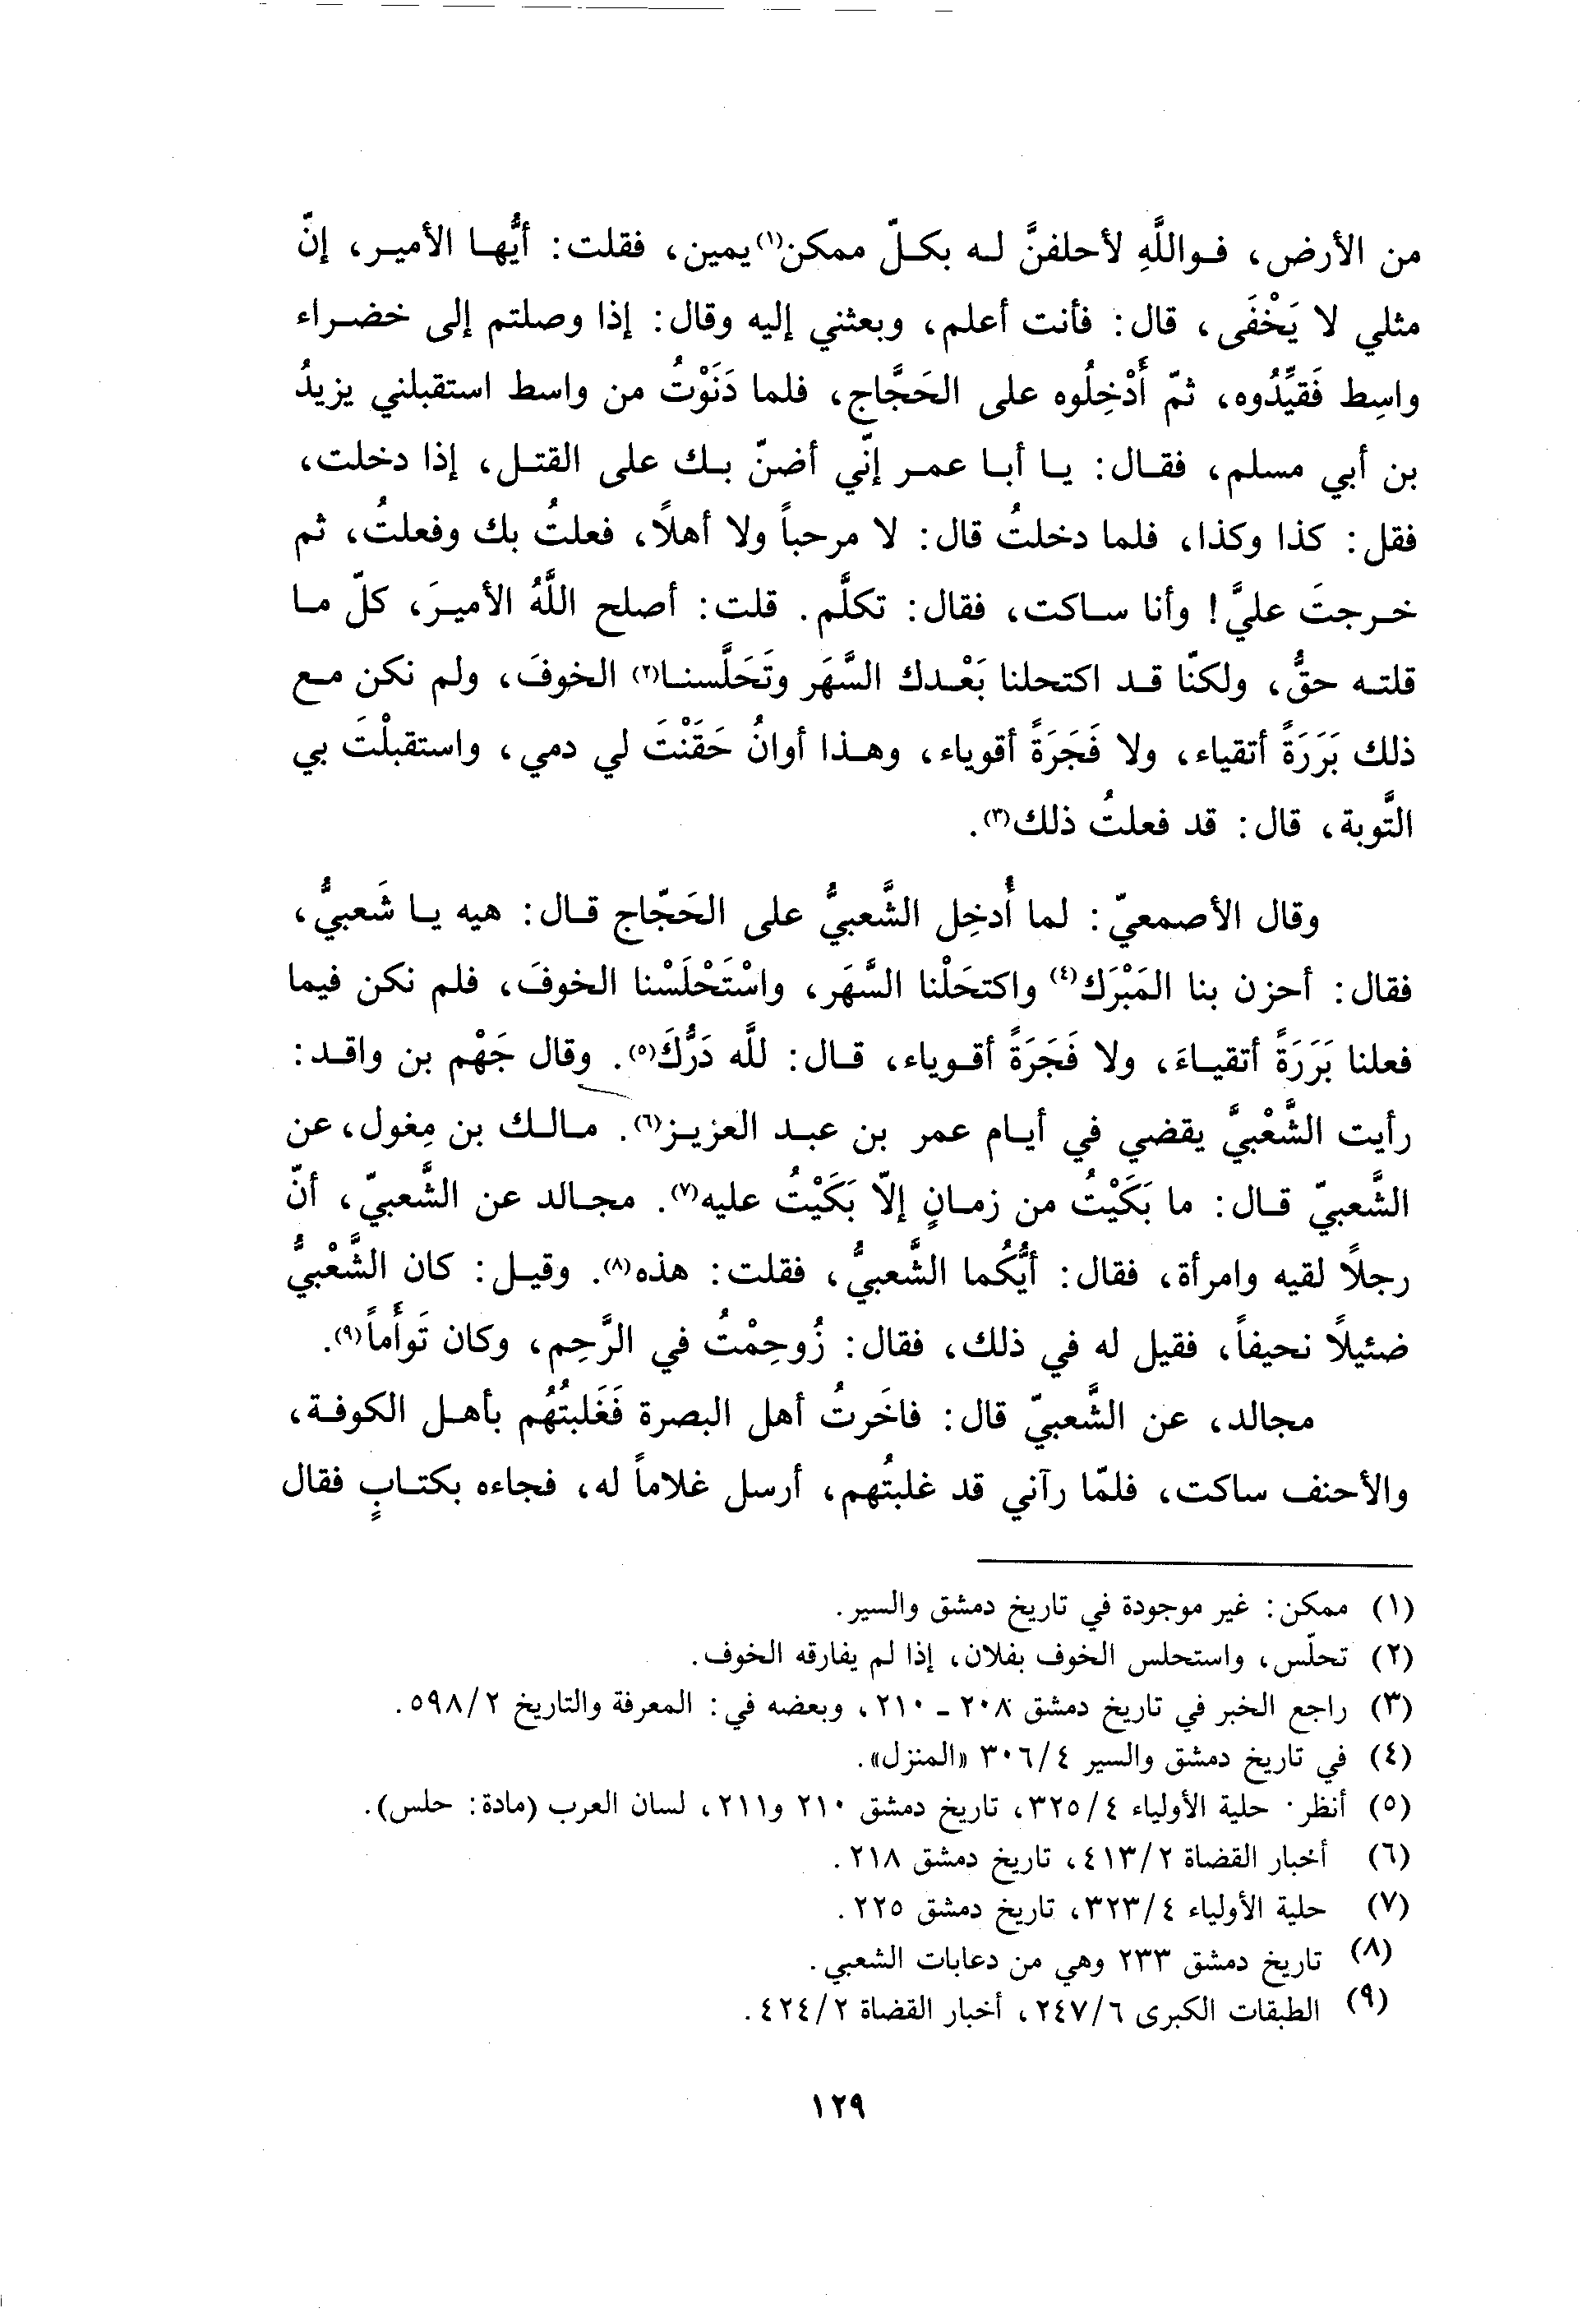 من الأرض، فواللَّهِ لأحلفنَّ له بكلّ ممكن(١) يمين، فقلت: أيُّها الأمير، إنّ
مثلي لا يَخْفَى، قال: فأنت أعلم، وبعثني إليه وقال: إذا وصلتم إلى خضراء
واسِط فَقيِّدُوه، ثمّ أَدْخِلُوه على الحَجَّاج، فلما دَنَوْتُ من واسط استقبلني يزيدُ
بن أبي مسلم، فقال: يا أبا عمر إنّي أضنّ بك على القتل، إذا دخلت،
فقل: كذا وكذا، فلما دخلتُ قال: لا مرحباً ولا أهلاً، فعلتُ بك وفعلتُ، ثم
خرجتَ عليَّ! وأنا ساكت، فقال: تكلَّم. قلت: أصلح اللَّهُ الأميرَ، كلّ ما
قلته حقٌّ، ولكنّا قد اكتحلنا بَعْدك السَّهَر وتَحَلَّسنا(٢) الخوفَ، ولم نكن مع
ذلك بَرَرَةً أتقياء، ولا فَجَرَةً أقوياء، وهذا أوانُ حَقَنْتَ لي دمي، واستقبلْتَ بي
التَّوبة، قال: قد فعلتُ ذلك(٣).
وقال الأصمعيّ: لما أُدخِل الشَّعبيُّ على الحَجّاج قال: هيه يا شَعبيُّ،
فقال: أحزن بنا المَبْرَك(٤) واكتحَلْنا السَّهَر، واسْتَحْلَسْنا الخوفَ، فلم نكن فيما
فعلنا بَرَرَةً أتقياءَ، ولا فَجَرَةً أقوياء، قال: للَّه دَرُّكَ(٥). وقال جَهْم بن واقد:
رأيت الشَّعْبيَّ يقضي في أيام عمر بن عبد العزيز(٦). مالك بن مِغول، عن
الشَّعبيّ قال: ما بَكَيْتُ من زمانٍ إلاّ بَكَيْتُ عليه(٧). مجالد عن الشَّعبيّ، أنّ
رجلاً لقيه وامرأة، فقال: أيُّكُما الشَّعبيُّ، فقلت: هذه(٨). وقيل: كان الشَّعْبيُّ
ضئيلاً نحيفاً، فقيل له في ذلك، فقال: زُوحِمْتُ في الرَّحِم، وكان تَوأَماً(٩).
مجالد، عن الشَّعبيّ قال: فاخَرتُ أهل البصرة فَغَلبتُهُم بأهل الكوفة،
والأحنف ساكت، فلمّا رآني قد غلبتُهم، أرسل غلاماً له، فجاءه بكتابٍ فقال
(١) ممكن: غير موجودة في تاريخ دمشق والسير.
(٢) تحلّس، واستحلس الخوف بفلان، إذا لم يفارقه الخوف.
(٣) راجع الخبر في تاريخ دمشق ٢٠٨ - ٢١٠، وبعضه في: المعرفة والتاريخ ٢/٥٩٨.
(٤) في تاريخ دمشق والسير ٤/٣٠٦ «المنزل».
(٥) أنظر حلية الأولياء ٤/٣٢٥، تاريخ دمشق ٢١٠ و٢١١، لسان العرب (مادة: حلس).
(٦) أخبار القضاة ٢/٤١٣، تاريخ دمشق ٢١٨.
(٧) حلية الأولياء ٤/٣٢٣، تاريخ دمشق ٢٢٥.
(٨) تاريخ دمشق ٢٣٣ وهي من دعابات الشعبي.
(٩) الطبقات الكبرى ٦/٢٤٧، أخبار القضاة ٢/٤٢٤.
١٢٩